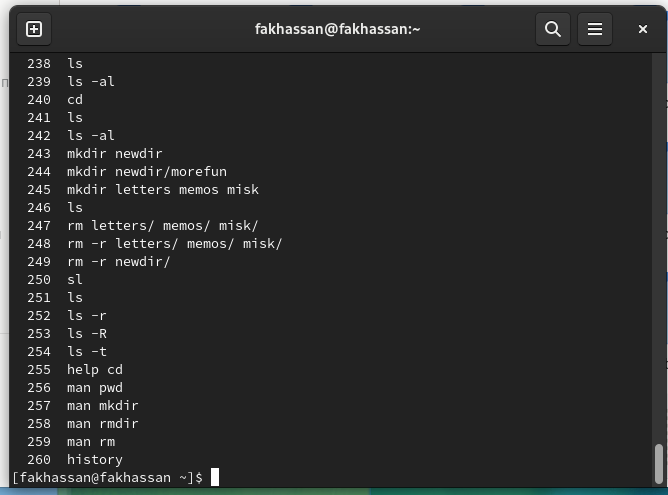 fakhassan@fakhassan:~
238 ls
239 ls -al
240 cd
241 ls
242 ls -al
243 mkdir newdir
244 mkdir newdir/morefun
245 mkdir letters memos misk
246 ls
247 rm letters/ memos/ misk/
248 rm -r letters/ memos/ misk/
249 rm -r newdir/
250 sl
251 ls
252 ls -r
253 ls -R
254 ls -t
255 help cd
256 man pwd
257 man mkdir
258 man rmdir
259 man rm
260 history
[fakhassan@fakhassan ~]$